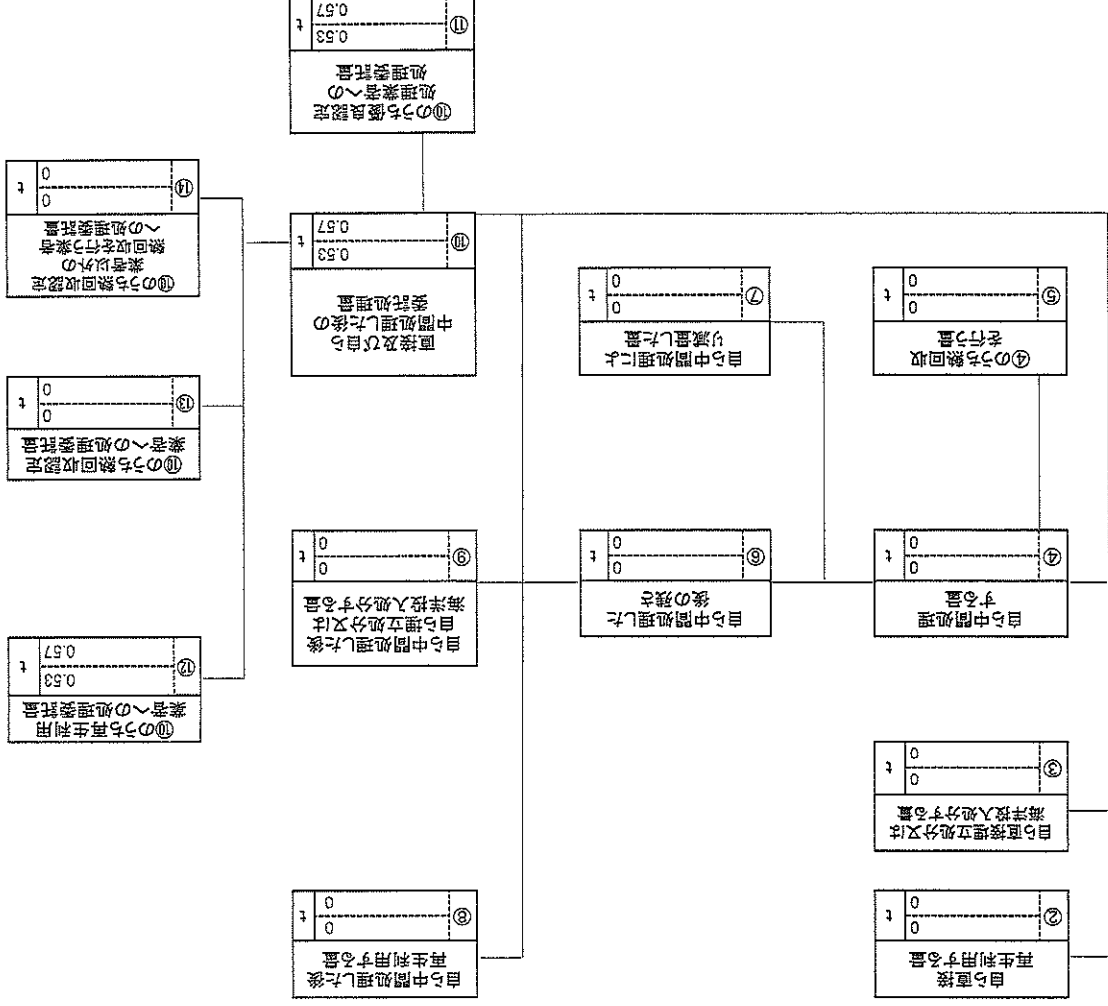 ②
自ら直接
再生利用する量
0
0
t
③
自ら直接埋立処分又は
海洋投入処分する量
0
0
t
④
自ら中間処理
する量
0
0
t
⑤
④のうち熱回収
を行う量
0
0
t
⑥
自ら中間処理した
後の残さ
0
0
t
⑦
自ら中間処理によ
り減量した量
0
0
t
⑧
自ら中間処理した後
再生利用する量
0
0
t
⑨
自ら中間処理した後
自ら埋立処分又は
海洋投入処分する量
0
0
t
⑩
直接及び自ら
中間処理した後の
委託処理量
0.53
0.57
t
⑪
⑩のうち優良認定
処理業者への
処理委託量
0.53
0.57
t
⑫
⑩のうち再生利用
業者への処理委託量
0.53
0.57
t
⑬
⑩のうち熱回収認定
業者への処理委託量
0
0
t
⑭
⑩のうち熱回収認定
業者以外の
熱回収を行う業者
への処理委託量
0
0
t